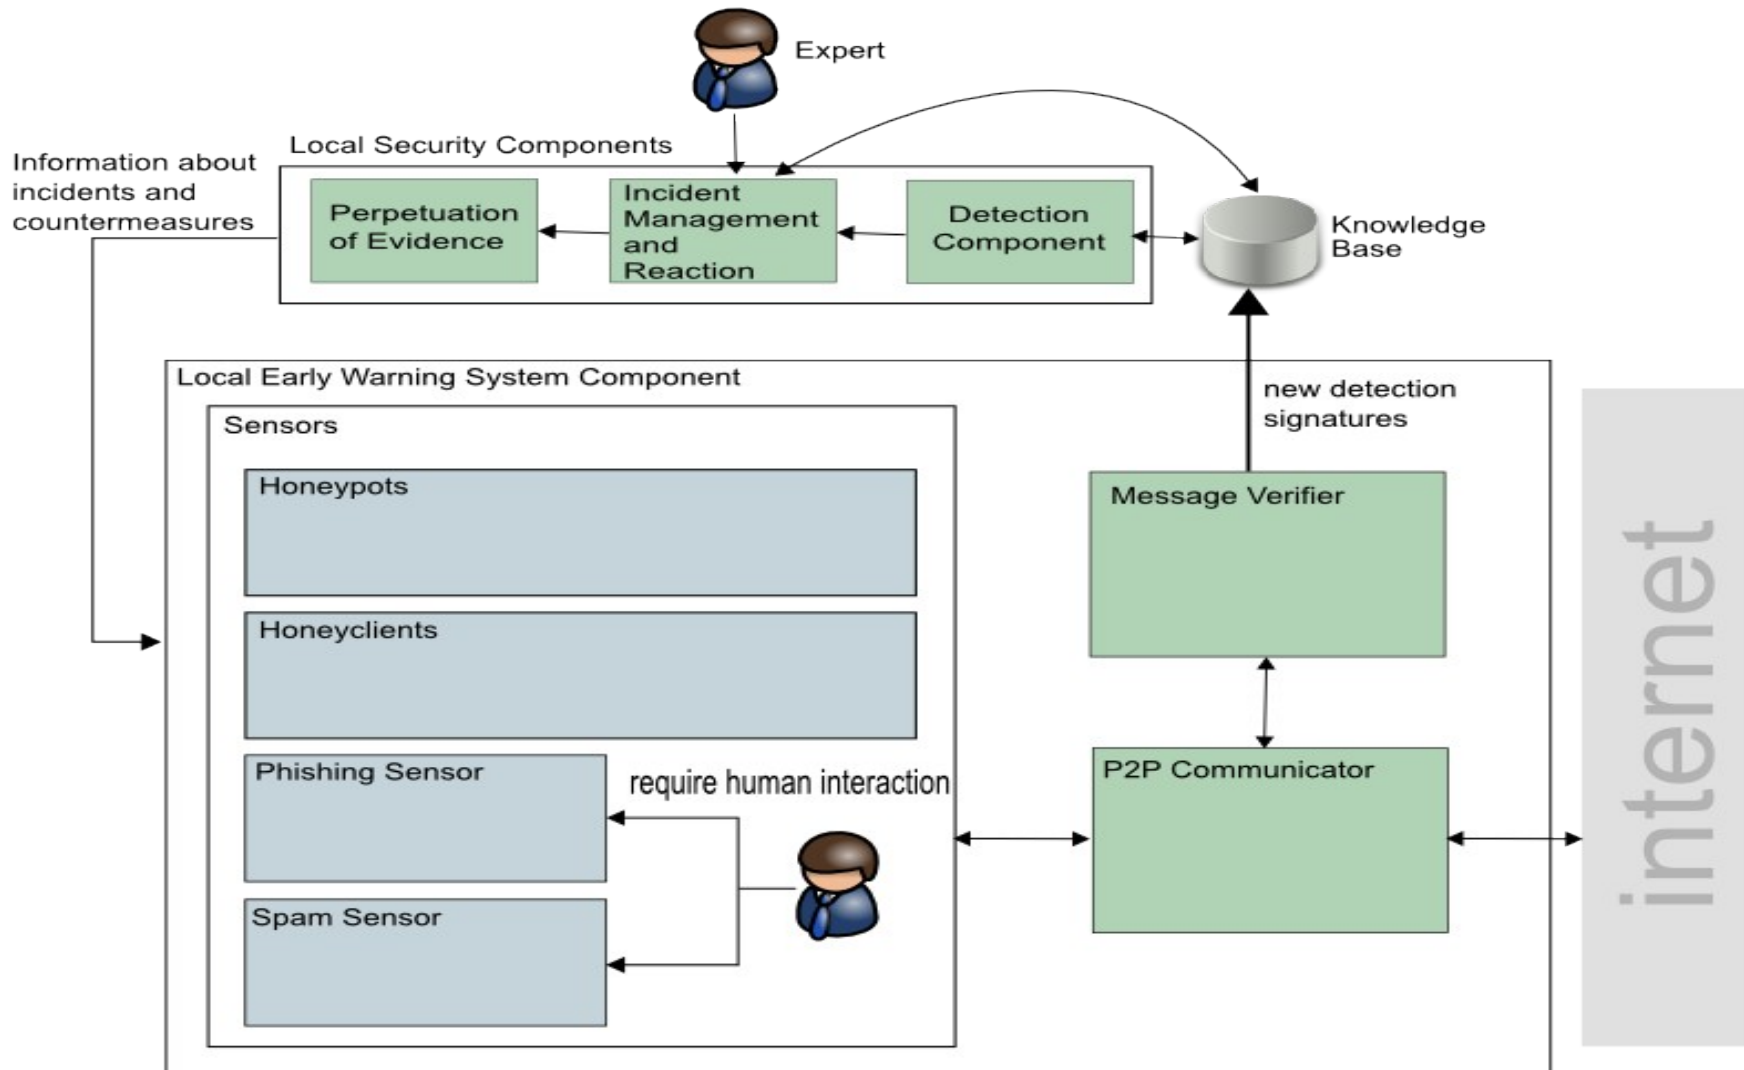 Expert
Local Security Components
Information about
incidents and
countermeasures
Perpetuation
of Evidence
Incident
Management
and
Reaction
Detection
Component
Knowledge
Base
Local Early Warning System Component
new detection
signatures
Sensors
Honeypots
Message Verifier
Honeyclients
Phishing Sensor
require human interaction
P2P Communicator
Spam Sensor
internet